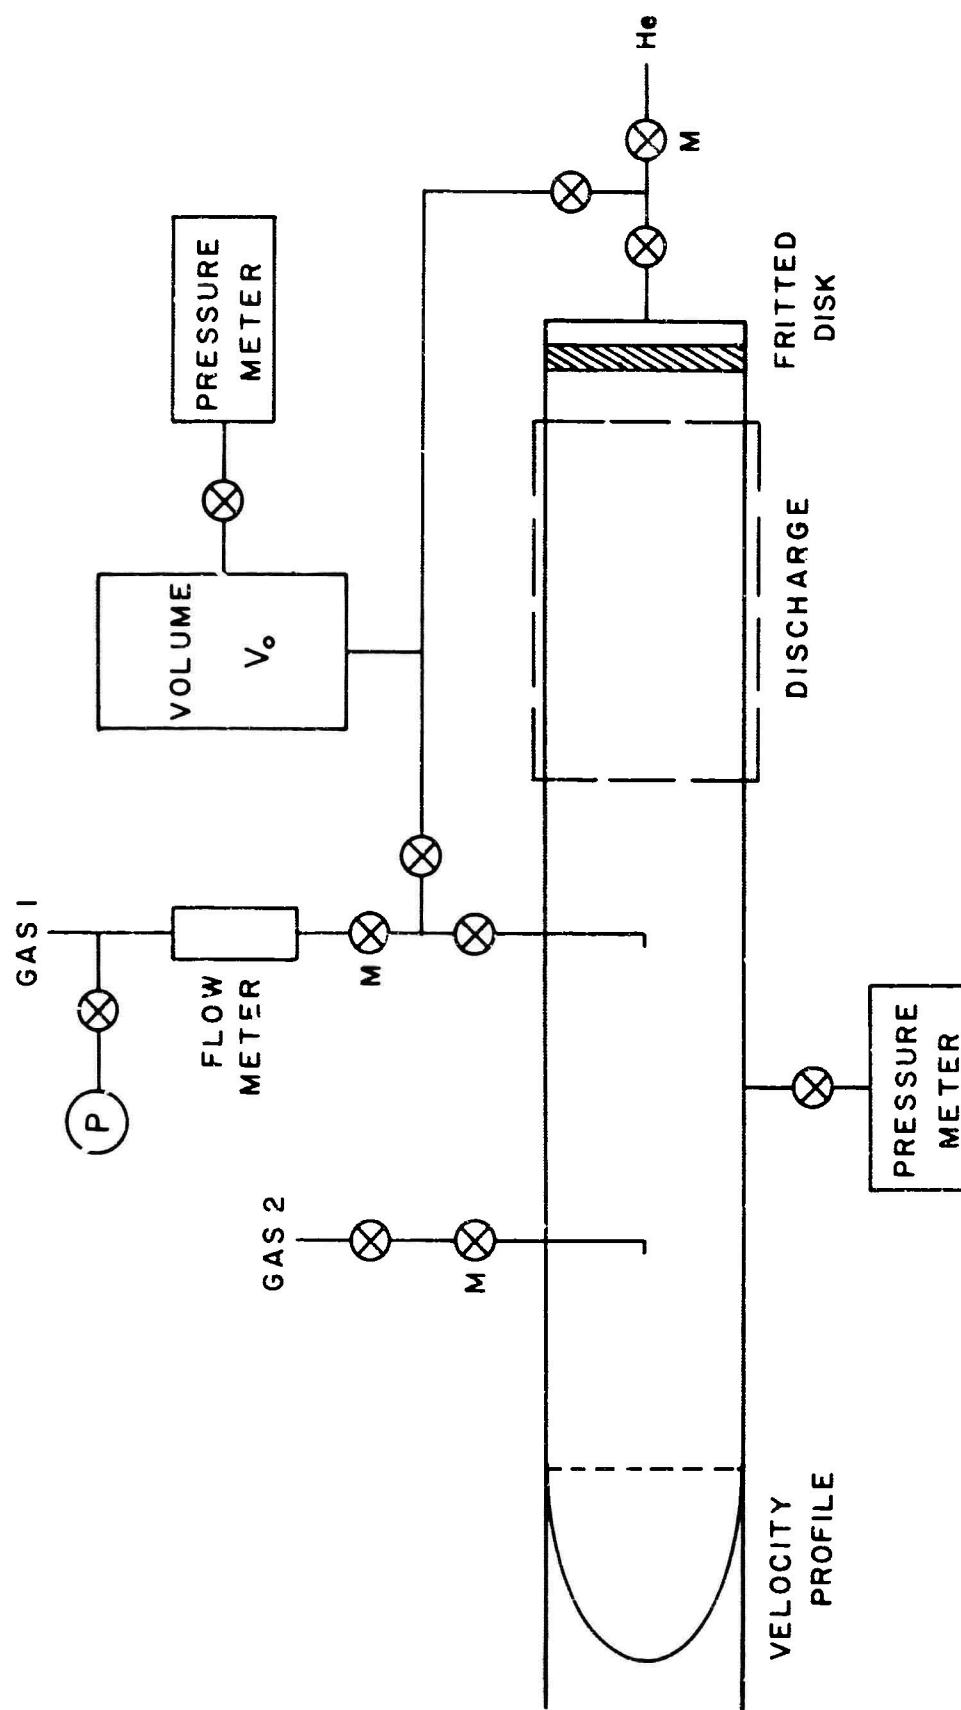 GAS 1
P
FLOW
METER
M
VOLUME
V₀
PRESSURE
METER
GAS 2
M
He
M
FRITTED
DISK
DISCHARGE
PRESSURE
METER
VELOCITY
PROFILE